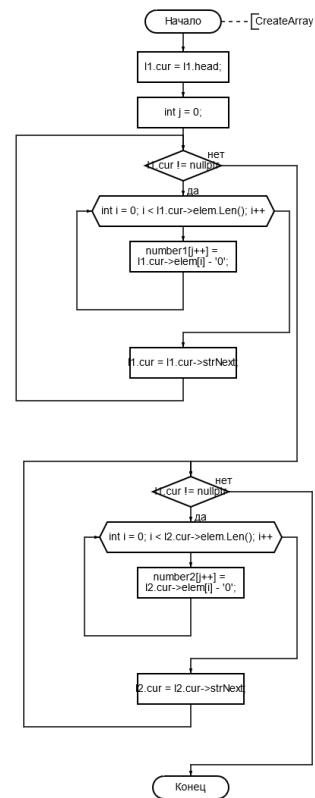 Начало
CreateArray
l1.cur = l1.head;
int j = 0;
l1.cur != nullptr
нет
да
int i = 0; i < l1.cur->elem.Len(); i++
number1[j++] =
l1.cur->elem[i] - '0';
l1.cur = l1.cur->strNext;
l1.cur != nullptr
нет
да
int i = 0; i < l2.cur->elem.Len(); i++
number2[j++] =
l2.cur->elem[i] - '0';
l2.cur = l2.cur->strNext;
Конец